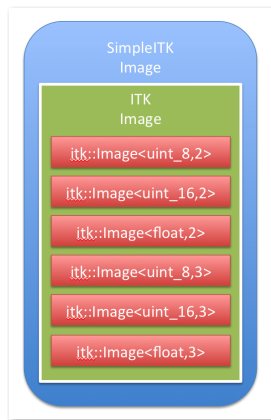 SimpleITK
Image
ITK
Image
itk::Image<uint_8,2>
itk::Image<uint_16,2>
itk::Image<float,2>
itk::Image<uint_8,3>
itk::Image<uint_16,3>
itk::Image<float,3>